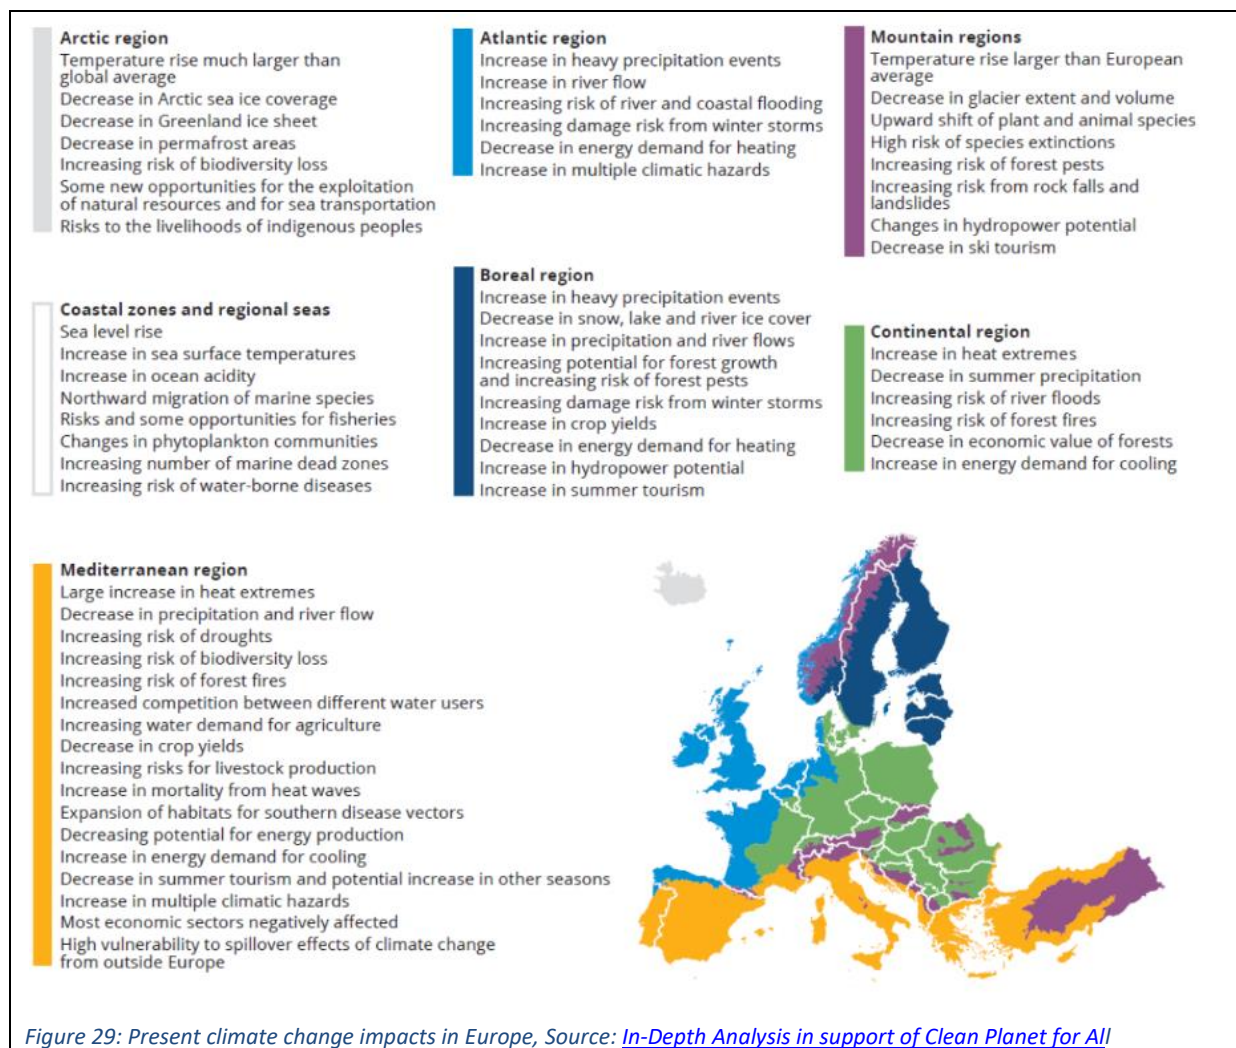 Arctic region
Temperature rise much larger than
global average
Decrease in Arctic sea ice coverage
Decrease in Greenland ice sheet
Decrease in permafrost areas
Increasing risk of biodiversity loss
Some new opportunities for the exploitation
of natural resources and for sea transportation
Risks to the livelihoods of indigenous peoples
Coastal zones and regional seas
Sea level rise
Increase in sea surface temperatures
Increase in ocean acidity
Northward migration of marine species
Risks and some opportunities for fisheries
Changes in phytoplankton communities
Increasing number of marine dead zones
Increasing risk of water-borne diseases
Atlantic region
Increase in heavy precipitation events
Increase in river flow
Increasing risk of river and coastal flooding
Increasing damage risk from winter storms
Decrease in energy demand for heating
Increase in multiple climatic hazards
Boreal region
Increase in heavy precipitation events
Decrease in snow, lake and river ice cover
Increase in precipitation and river flows
Increasing potential for forest growth
and increasing risk of forest pests
Increasing damage risk from winter storms
Increase in crop yields
Decrease in energy demand for heating
Increase in hydropower potential
Increase in summer tourism
Mountain regions
Temperature rise larger than European
average
Decrease in glacier extent and volume
Upward shift of plant and animal species
High risk of species extinctions
Increasing risk of forest pests
Increasing risk from rock falls and
landslides
Changes in hydropower potential
Decrease in ski tourism
Continental region
Increase in heat extremes
Decrease in summer precipitation
Increasing risk of river floods
Increasing risk of forest fires
Decrease in economic value of forests
Increase in energy demand for cooling
Mediterranean region
Large increase in heat extremes
Decrease in precipitation and river flow
Increasing risk of droughts
Increasing risk of biodiversity loss
Increasing risk of forest fires
Increased competition between different water users
Increasing water demand for agriculture
Decrease in crop yields
Increasing risks for livestock production
Increase in mortality from heat waves
Expansion of habitats for southern disease vectors
Decreasing potential for energy production
Increase in energy demand for cooling
Decrease in summer tourism and potential increase in other seasons
Increase in multiple climatic hazards
Most economic sectors negatively affected
High vulnerability to spillover effects of climate change
from outside Europe
Figure 29: Present climate change impacts in Europe, Source: In-Depth Analysis in support of Clean Planet for All